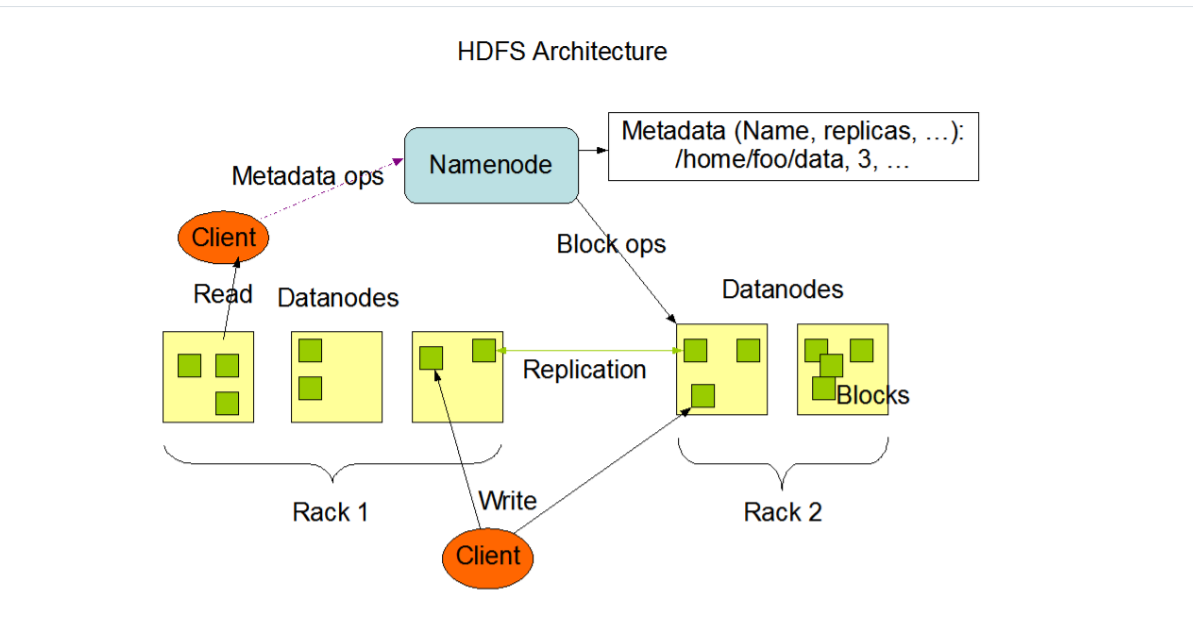 HDFS Architecture
Metadata (Name, replicas, …):
/home/foo/data, 3, …
Namenode
Metadata ops
Client
Block ops
Read
Datanodes
Datanodes
Replication
Blocks
Rack 1
Write
Rack 2
Client